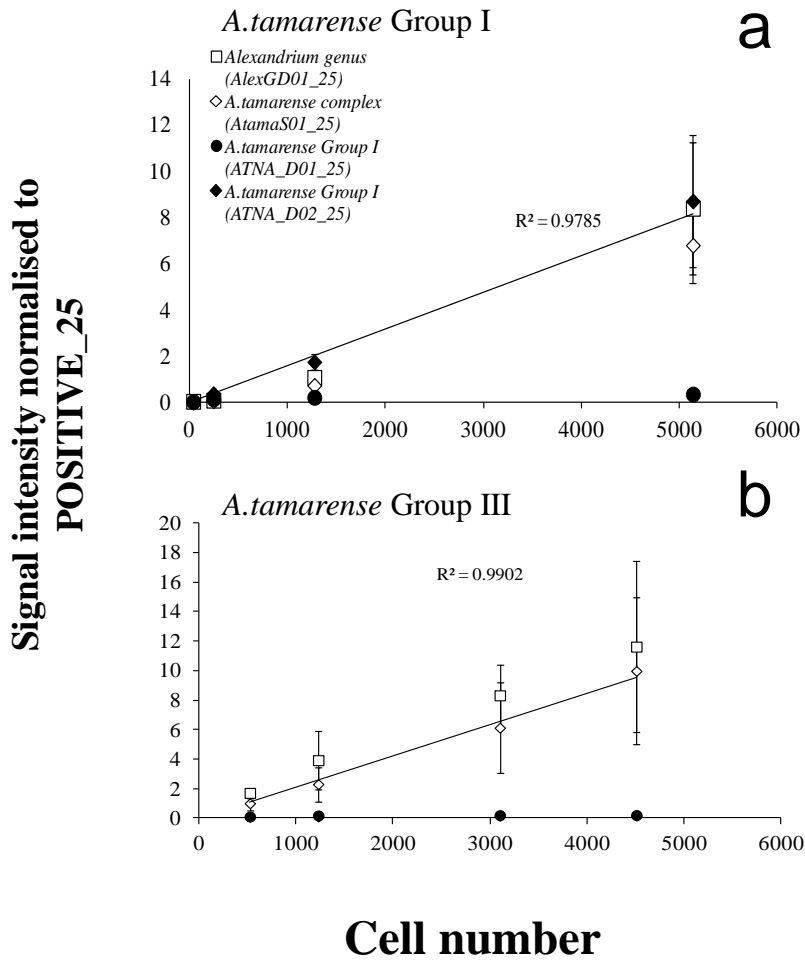 A.tamarense Group I
a
Alexandrium genus
(AlexGD01_25)
A.tamarense complex
(AtamaS01_25)
A.tamarense Group I
(ATNA_D01_25)
A.tamarense Group I
(ATNA_D02_25)
R² = 0.9785
14
12
10
8
6
4
2
0
0 1000 2000 3000 4000 5000 6000
Signal intensity normalised to
POSITIVE_25
b
A.tamarense Group III
R² = 0.9902
20
18
16
14
12
10
8
6
4
2
0
0 1000 2000 3000 4000 5000 6000
Cell number